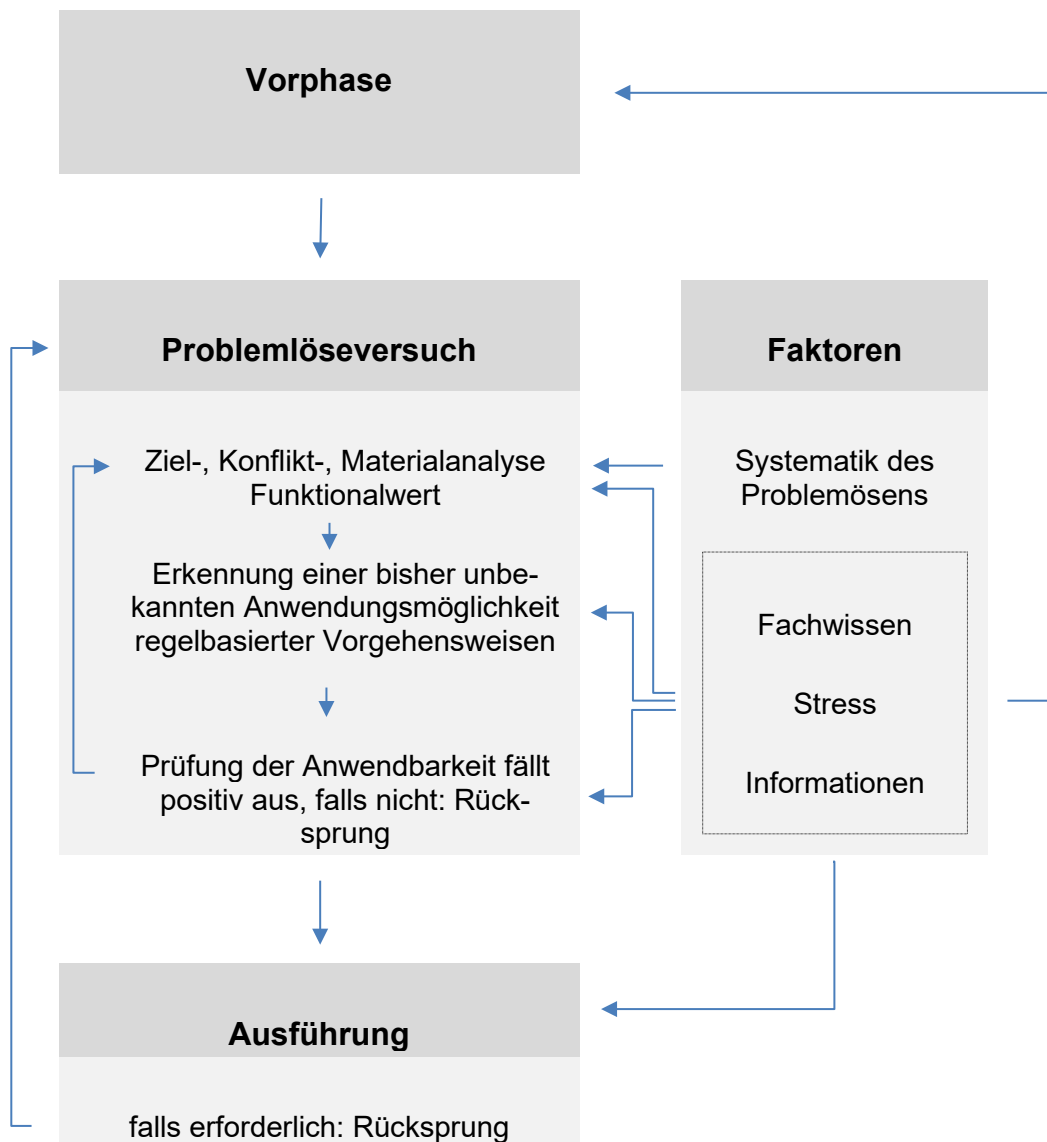 Vorphase
Problemlöseversuch
Ziel-, Konflikt-, Materialanalyse
Funktionalwert
Erkennung einer bisher unbe-
kannten Anwendungsmöglichkeit
regelbasierter Vorgehensweisen
Prüfung der Anwendbarkeit fällt
positiv aus, falls nicht: Rück-
sprung
Faktoren
Systematik des
Problemösens
Fachwissen
Stress
Informationen
Ausführung
falls erforderlich: Rücksprung